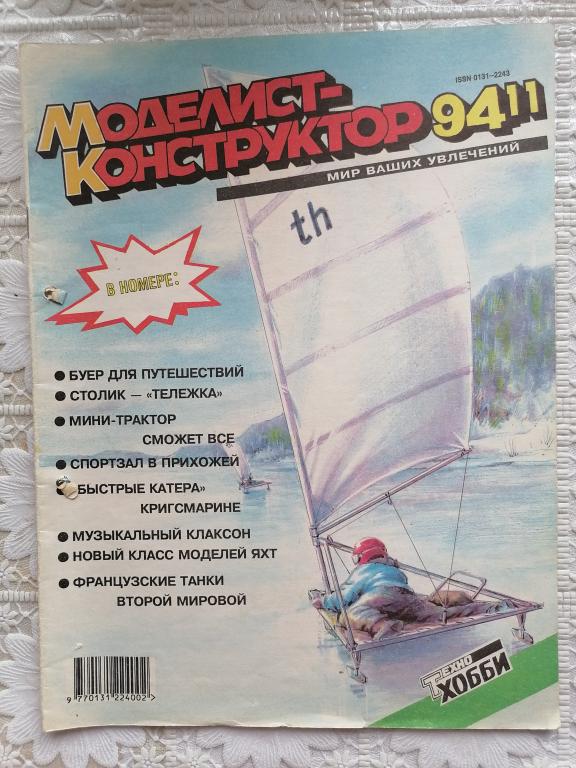 ISSN 0131-2243
МОДЕЛИСТ-
КОНСТРУКТОР 94 11
МИР ВАШИХ УВЛЕЧЕНИЙ
th
В НОМЕРЕ:
● БУЕР ДЛЯ ПУТЕШЕСТВИЙ
● СТОЛИК — «ТЕЛЕЖКА»
● МИНИ-ТРАКТОР
СМОЖЕТ ВСЕ
● СПОРТЗАЛ В ПРИХОЖЕЙ
● БЫСТРЫЕ КАТЕРА»
КРИГСМАРИНЕ
● МУЗЫКАЛЬНЫЙ КЛАКСОН
● НОВЫЙ КЛАСС МОДЕЛЕЙ ЯХТ
● ФРАНЦУЗСКИЕ ТАНКИ
ВТОРОЙ МИРОВОЙ
ТЕХНО
ХОББИ
9 770131 224002 >